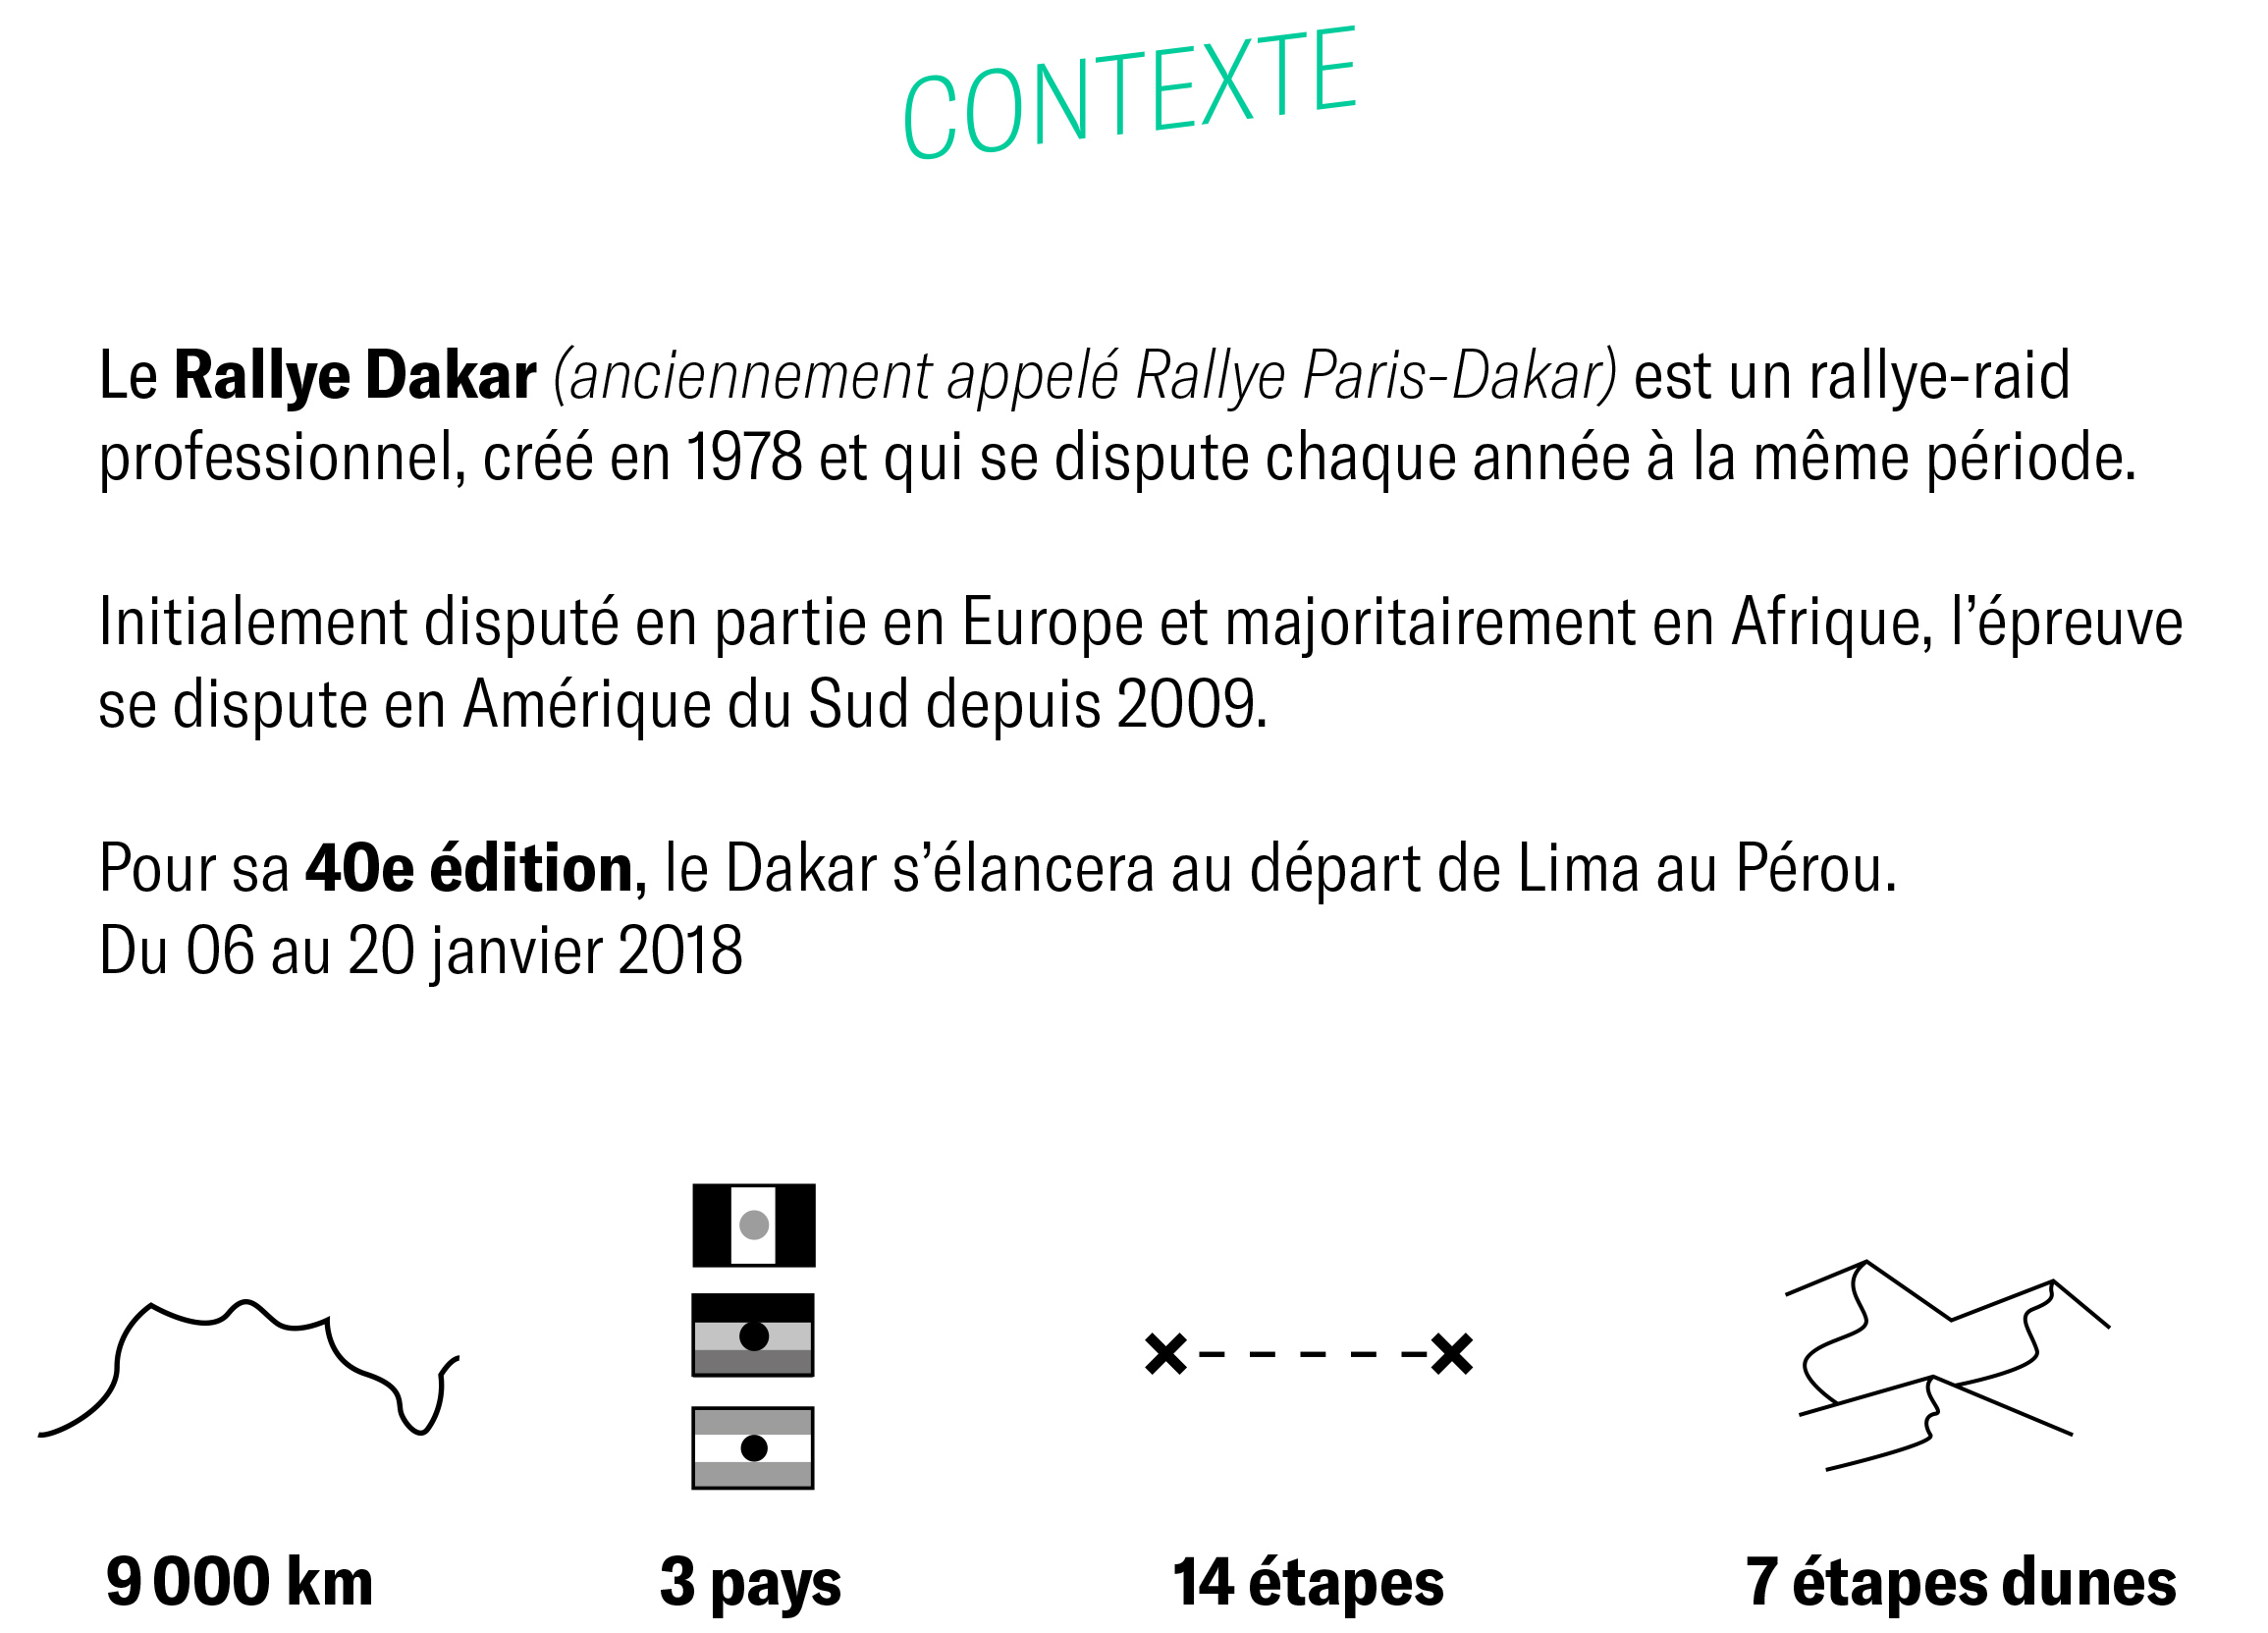 CONTEXTE
Le Rallye Dakar (anciennement appelé Rallye Paris-Dakar) est un rallye-raid
professionnel, créé en 1978 et qui se dispute chaque année à la même période.
Initialement disputé en partie en Europe et majoritairement en Afrique, l’épreuve
se dispute en Amérique du Sud depuis 2009.
Pour sa 40e édition, le Dakar s’élancera au départ de Lima au Pérou.
Du 06 au 20 janvier 2018
9 000 km
3 pays
14 étapes
7 étapes dunes